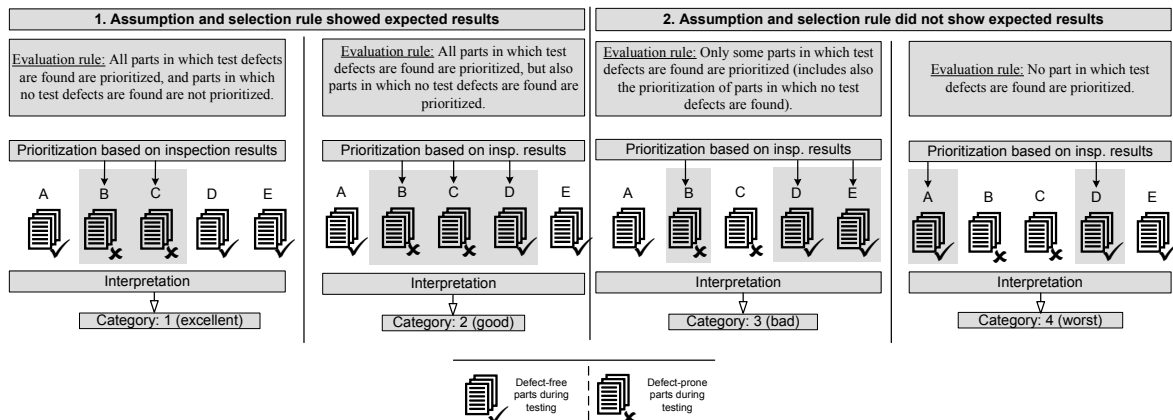 1. Assumption and selection rule showed expected results
2. Assumption and selection rule did not show expected results
Evaluation rule: All parts in which test defects
are found are prioritized, and parts in which
no test defects are found are not prioritized.
Prioritization based on inspection results
A B C D E
Interpretation
Category: 1 (excellent)
Evaluation rule: All parts in which test
defects are found are prioritized, but also
parts in which no test defects are found are
prioritized.
Prioritization based on insp. results
A B C D E
Interpretation
Category: 2 (good)
Evaluation rule: Only some parts in which test
defects are found are prioritized (includes also
the prioritization of parts in which no test
defects are found).
Prioritization based on insp. results
A B C D E
Interpretation
Category: 3 (bad)
Evaluation rule: No part in which test
defects are found are prioritized.
Prioritization based on insp. results
A B C D E
Interpretation
Category: 4 (worst)
Defect-free
parts during
testing
Defect-prone
parts during
testing